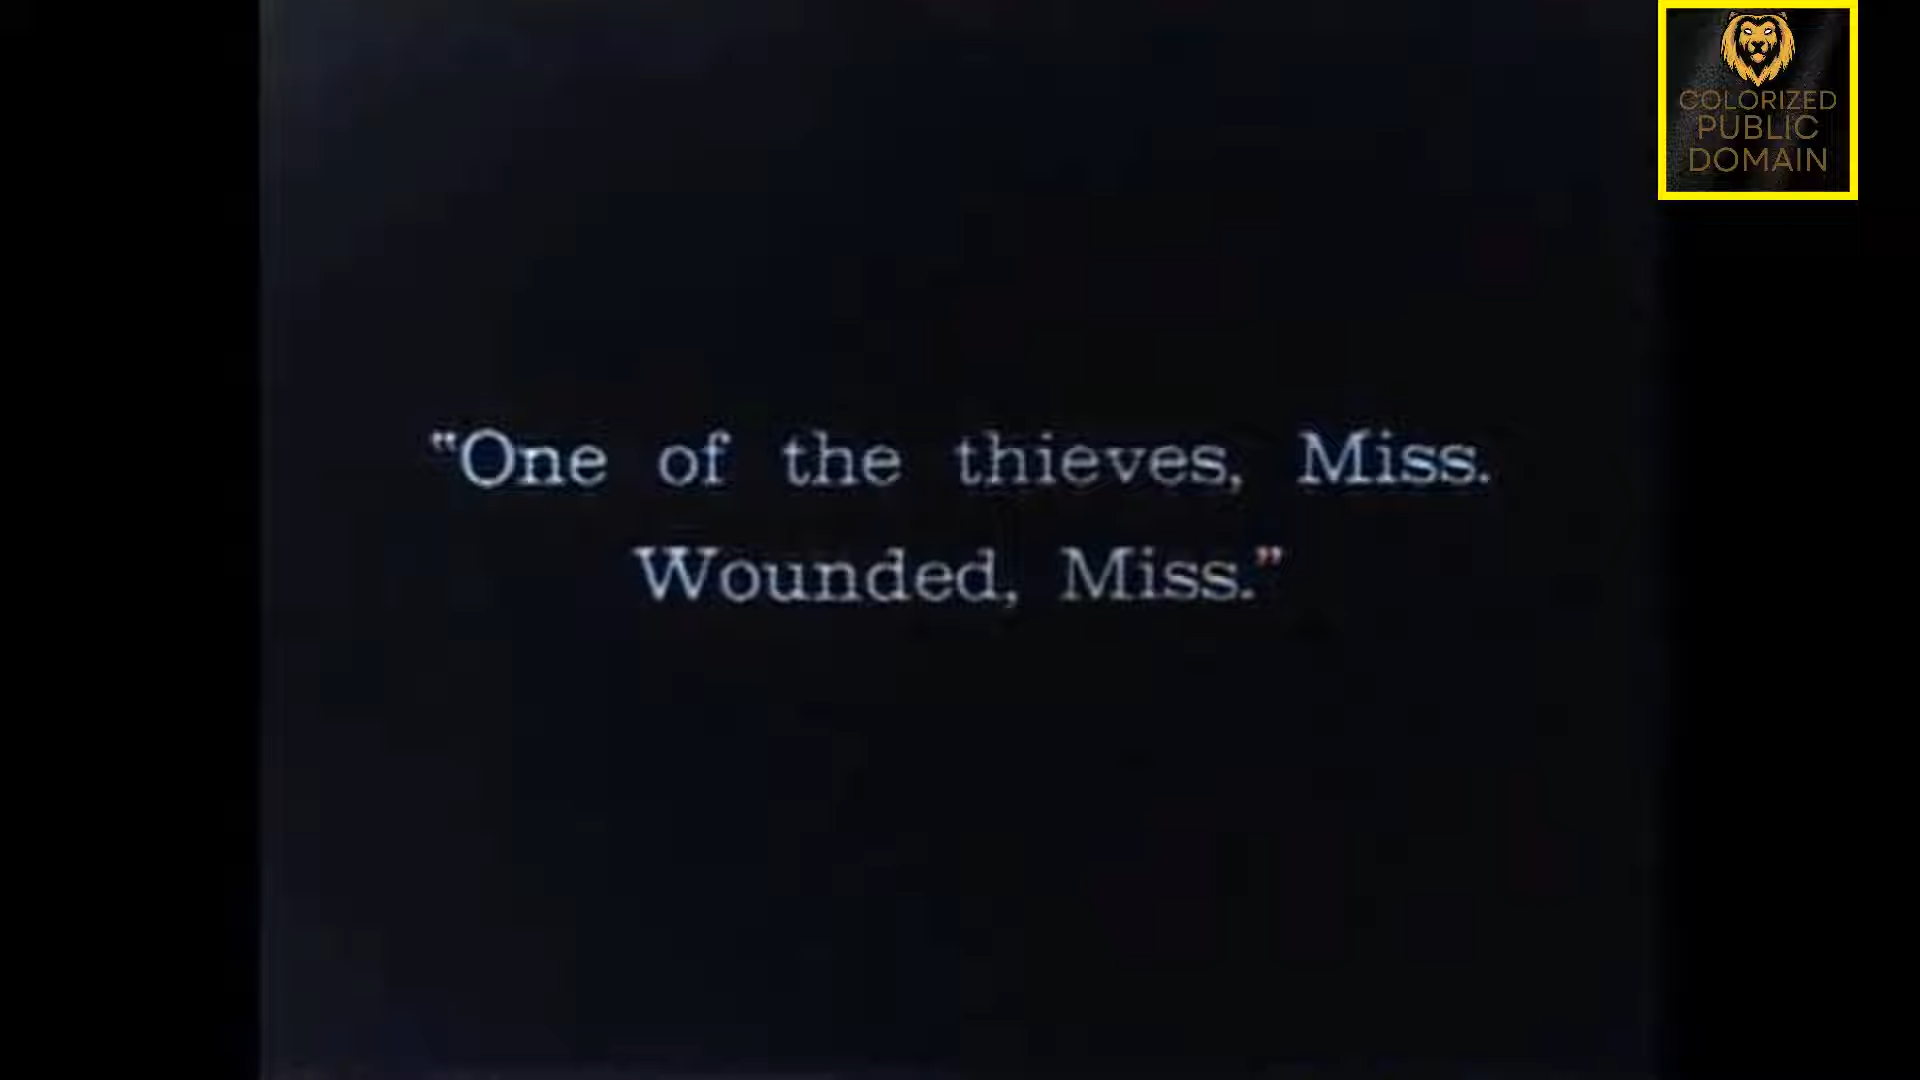 COLORIZED
PUBLIC
DOMAIN
"One of the thieves, Miss.
Wounded, Miss."